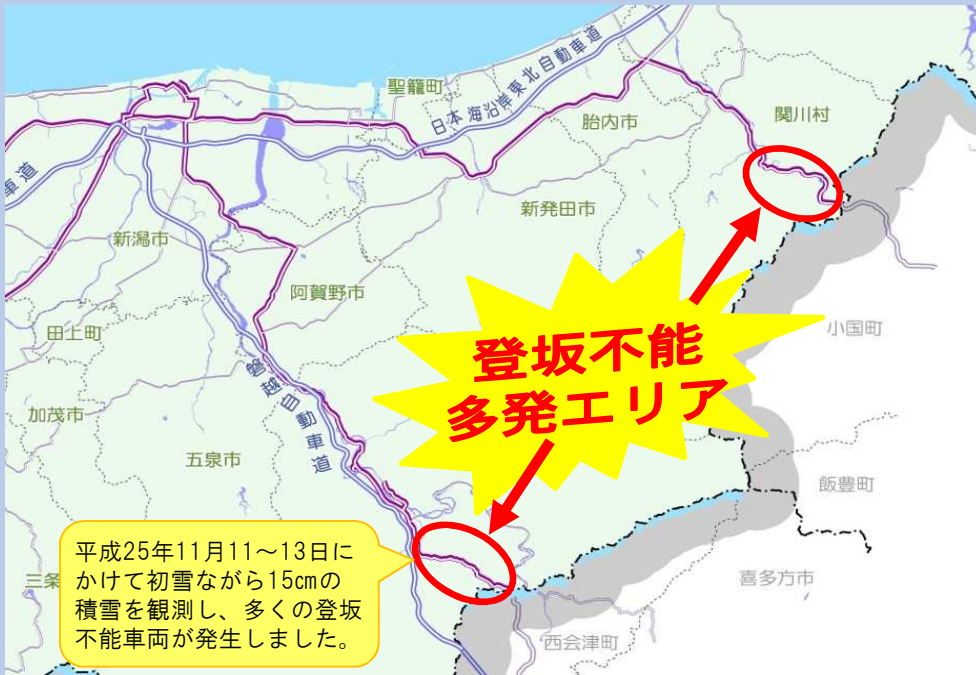 聖籠町
日本海沿岸東北自動車道
胎内市
関川村
車道
新発田市
新潟市
阿賀野市
田上町
小国町
登坂不能
多発エリア
磐越自動車道
加茂市
五泉市
飯豊町
平成25年11月11～13日に
かけて初雪ながら15㎝の
積雪を観測し、多くの登坂
不能車両が発生しました。
三条
喜多方市
西会津町